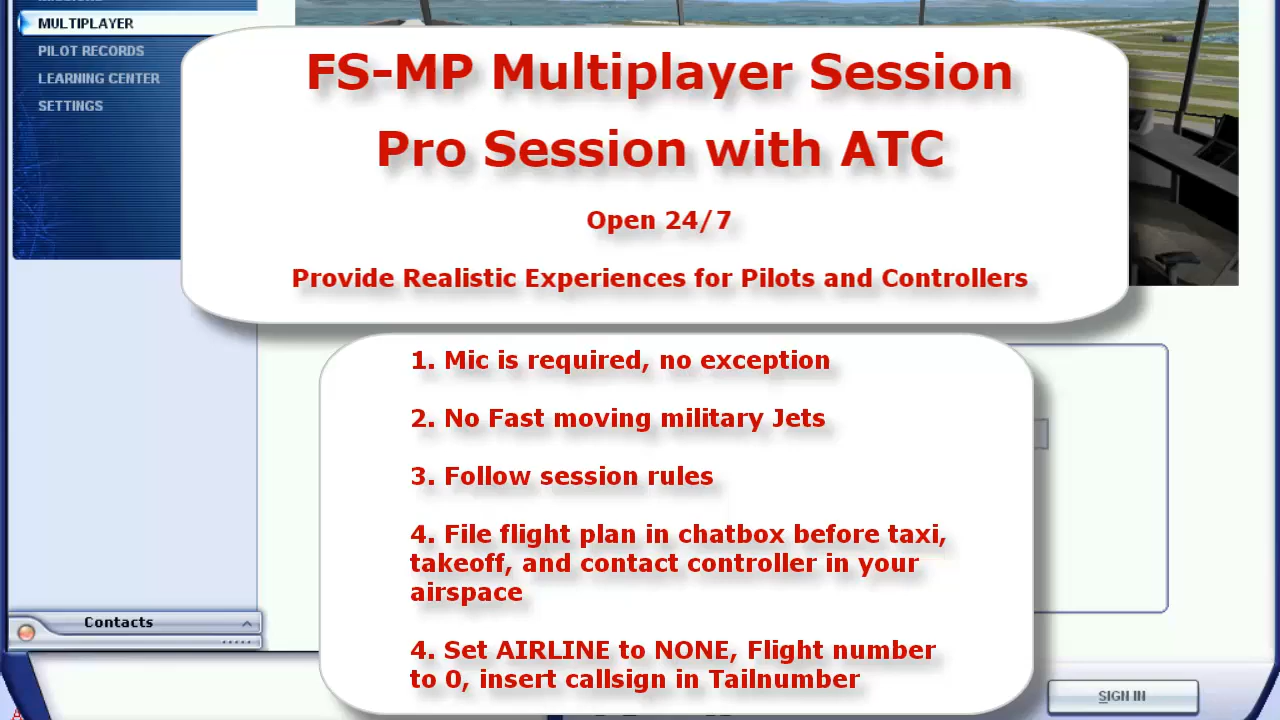 MULTIPLAYER
PILOT RECORDS
LEARNING CENTER
SETTINGS
FS-MP Multiplayer Session
Pro Session with ATC
Open 24/7
Provide Realistic Experiences for Pilots and Controllers
1. Mic is required, no exception
2. No Fast moving military Jets
3. Follow session rules
4. File flight plan in chatbox before taxi,
takeoff, and contact controller in your
airspace
4. Set AIRLINE to NONE, Flight number
to 0, insert callsign in Tailnumber
Contacts
SIGN IN